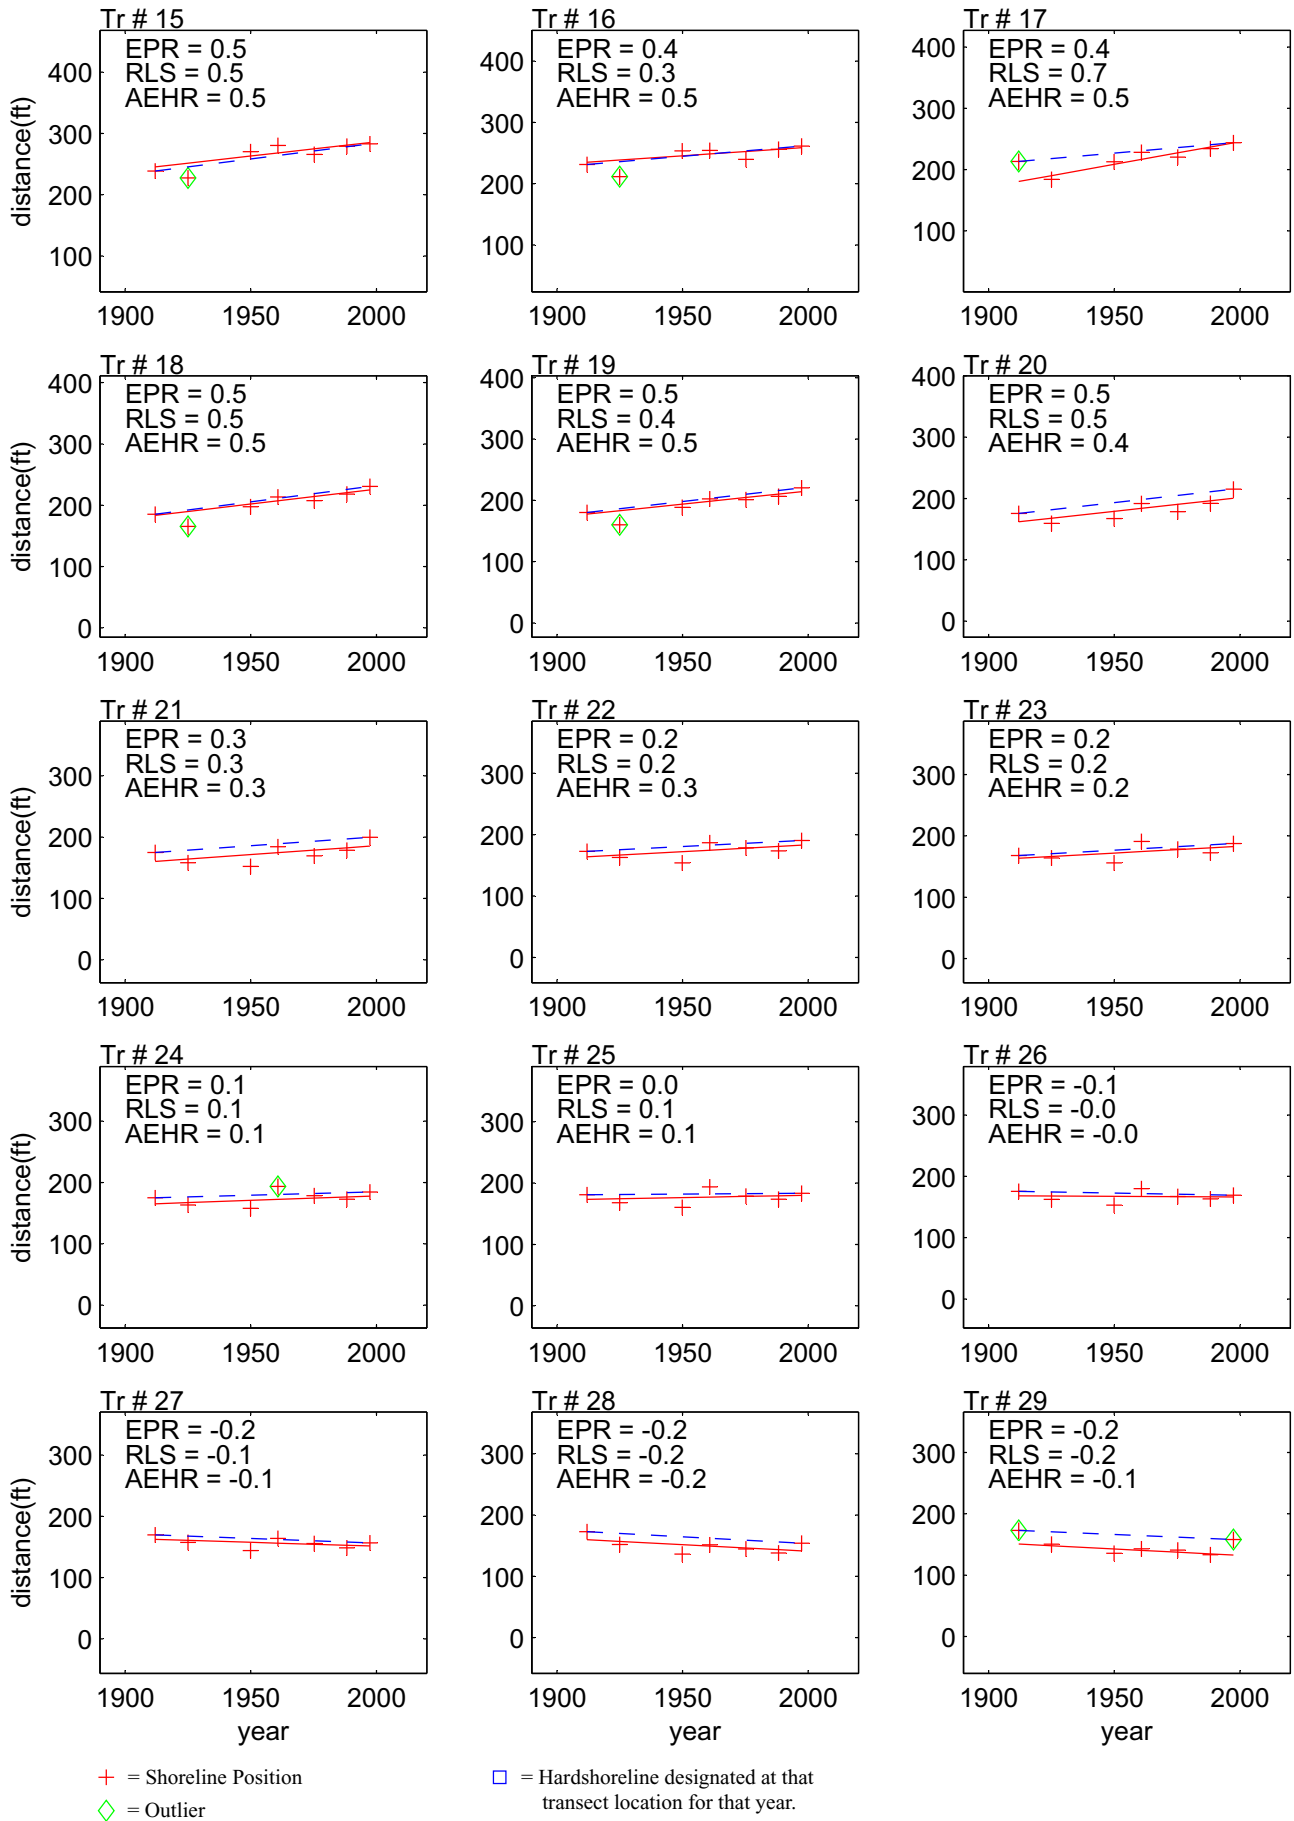 Tr # 15
EPR = 0.5
RLS = 0.5
AEHR = 0.5
400
300
200
100
distance(ft)
1900 1950 2000
Tr # 16
EPR = 0.4
RLS = 0.3
AEHR = 0.5
400
300
200
100
1900 1950 2000
Tr # 17
EPR = 0.4
RLS = 0.7
AEHR = 0.5
400
300
200
100
1900 1950 2000
Tr # 18
EPR = 0.5
RLS = 0.5
AEHR = 0.5
400
300
200
100
0
distance(ft)
1900 1950 2000
Tr # 19
EPR = 0.5
RLS = 0.4
AEHR = 0.5
400
300
200
100
0
1900 1950 2000
Tr # 20
EPR = 0.5
RLS = 0.5
AEHR = 0.4
400
300
200
100
0
1900 1950 2000
Tr # 21
EPR = 0.3
RLS = 0.3
AEHR = 0.3
300
200
100
0
distance(ft)
1900 1950 2000
Tr # 22
EPR = 0.2
RLS = 0.2
AEHR = 0.3
300
200
100
0
1900 1950 2000
Tr # 23
EPR = 0.2
RLS = 0.2
AEHR = 0.2
300
200
100
0
1900 1950 2000
Tr # 24
EPR = 0.1
RLS = 0.1
AEHR = 0.1
300
200
100
0
distance(ft)
1900 1950 2000
Tr # 25
EPR = 0.0
RLS = 0.1
AEHR = 0.1
300
200
100
0
1900 1950 2000
Tr # 26
EPR = -0.1
RLS = -0.0
AEHR = -0.0
300
200
100
0
1900 1950 2000
Tr # 27
EPR = -0.2
RLS = -0.1
AEHR = -0.1
300
200
100
0
distance(ft)
1900 1950 2000
year
Tr # 28
EPR = -0.2
RLS = -0.2
AEHR = -0.2
300
200
100
0
1900 1950 2000
year
Tr # 29
EPR = -0.2
RLS = -0.2
AEHR = -0.1
300
200
100
0
1900 1950 2000
year
= Shoreline Position
= Outlier
= Hardshoreline designated at that
transect location for that year.